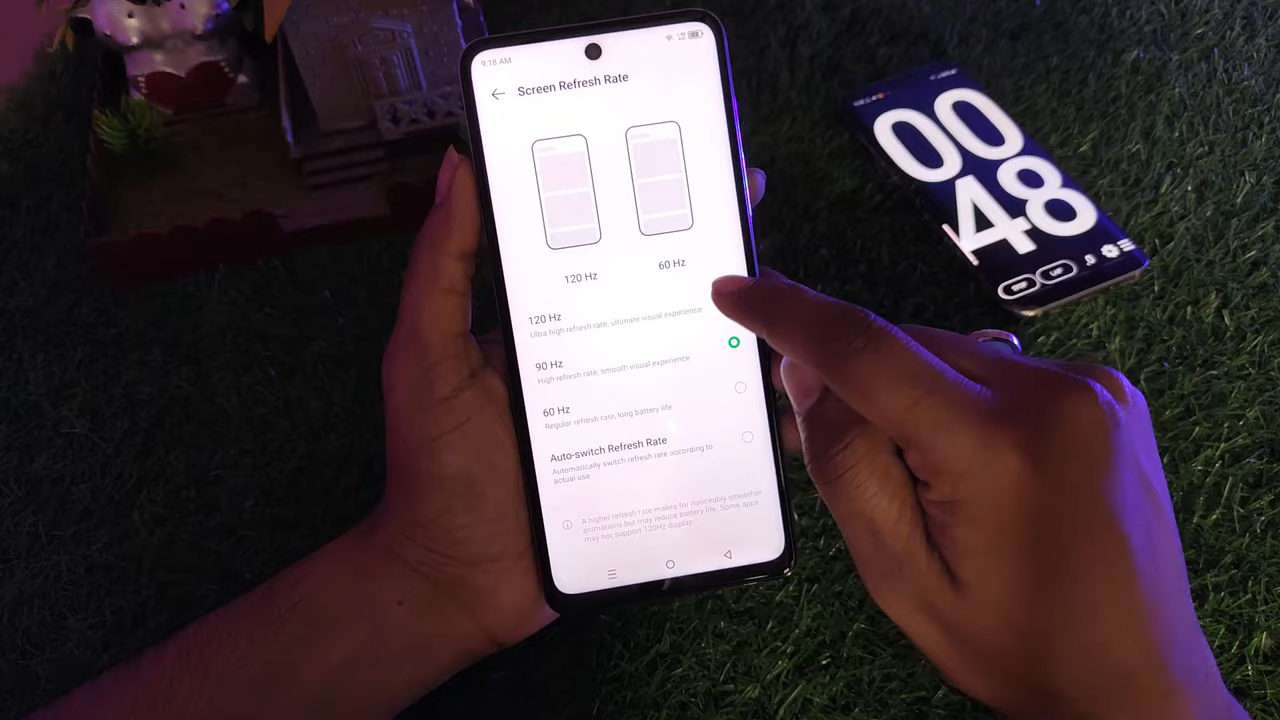 9:18 AM
Screen Refresh Rate
120 Hz
60 Hz
120 Hz
Ultra high refresh rate, ultimate visual experience
90 Hz
High refresh rate, smooth visual experience
60 Hz
Regular refresh rate, long battery life
Auto-switch Refresh Rate
Automatically switch refresh rate according to
actual use
A higher refresh rate makes for noticeably smoother
animations but may reduce battery life. Some apps
may not support 120Hz display.
00
48